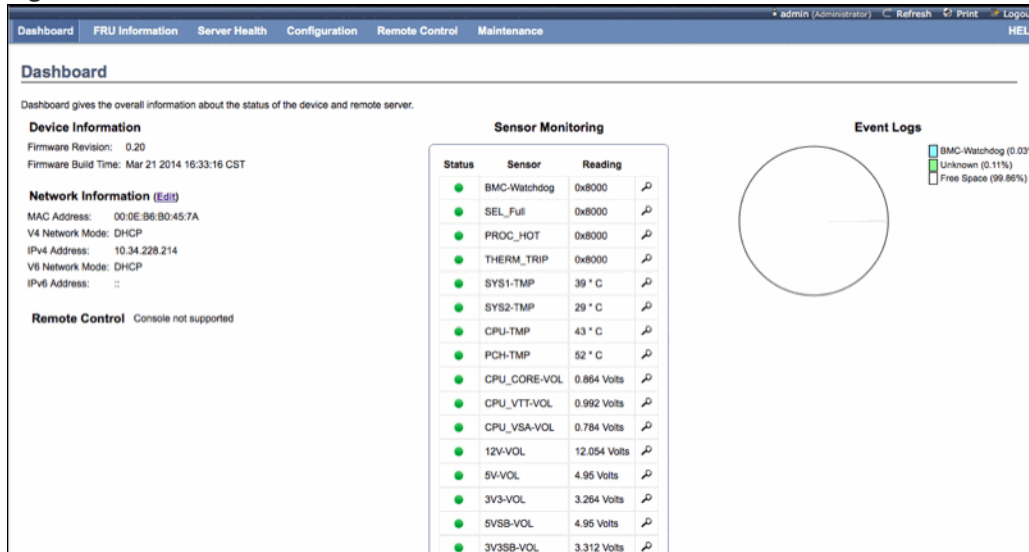 admin (Administrator) Refresh Print
Dashboard FRU Information Server Health Configuration Remote Control Maintenance
Dashboard
Dashboard gives the overall information about the status of the device and remote server.
Device Information
Firmware Revision: 0.20
Firmware Build Time: Mar 21 2014 16:33:16 CST
Network Information (Edit)
MAC Address: 00:0E:B6:B0:45:7A
V4 Network Mode: DHCP
IPv4 Address: 10.34.228.214
V6 Network Mode: DHCP
IPv6 Address: ::
Remote Control Console not supported
Sensor Monitoring
Status Sensor Reading
BMC-Watchdog 0x8000
SEL_Full 0x8000
PROC_HOT 0x8000
THERM_TRIP 0x8000
SYS1-TMP 39 ° C
SYS2-TMP 29 ° C
CPU-TMP 43 ° C
PCH-TMP 52 ° C
CPU_CORE-VOL 0.864 Volts
CPU_VTT-VOL 0.992 Volts
CPU_VSA-VOL 0.784 Volts
12V-VOL 12.054 Volts
5V-VOL 4.95 Volts
3V3-VOL 3.264 Volts
5VSB-VOL 4.95 Volts
3V3SB-VOL 3.312 Volts
Event Logs
BMC-Watchdog (0.03%
Unknown (0.11%)
Free Space (99.86%)